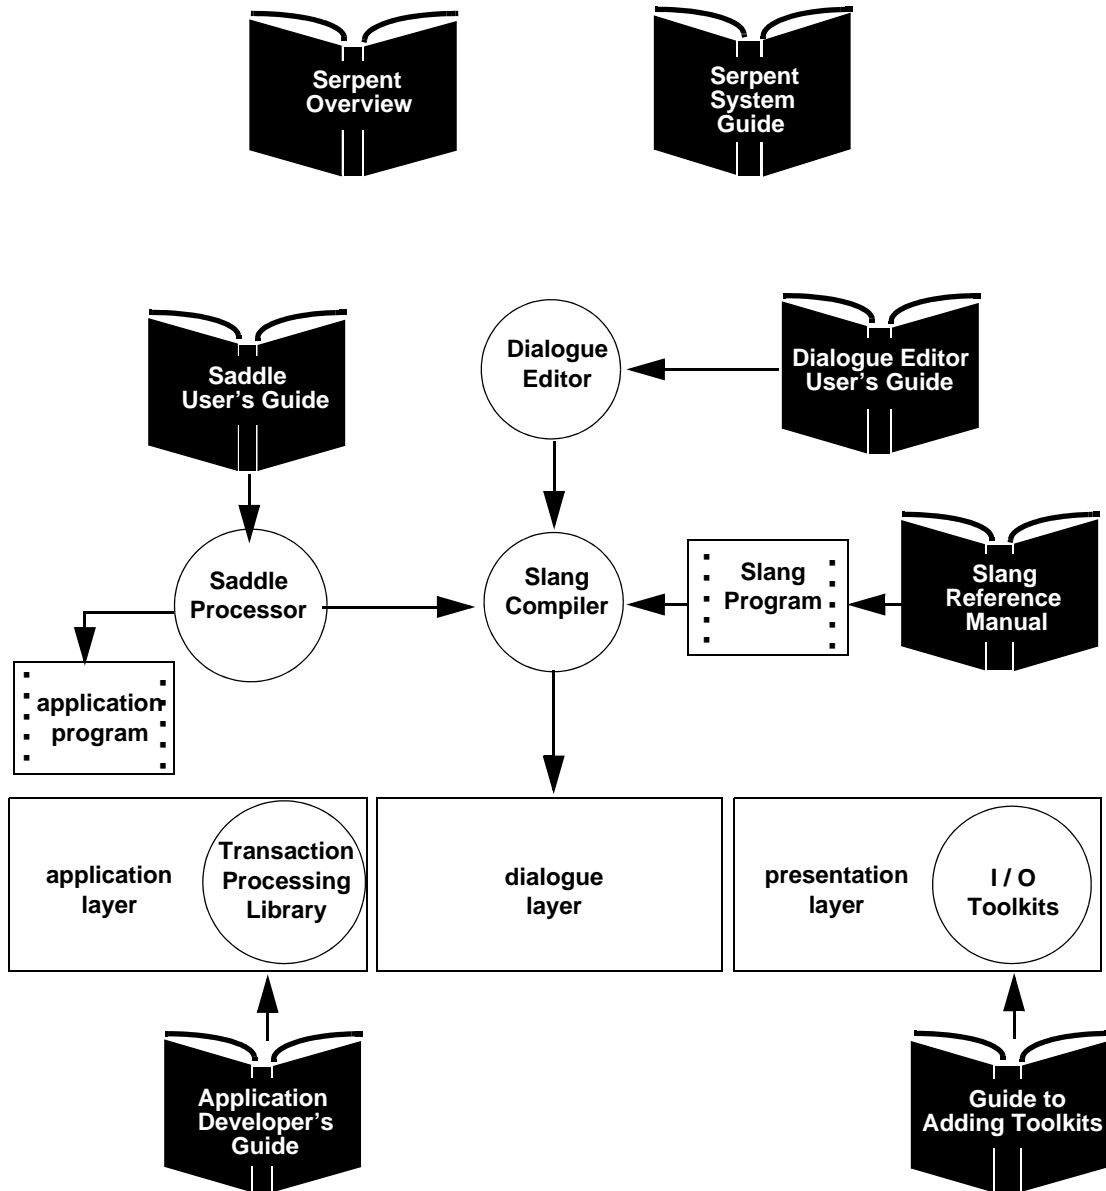 Serpent
Overview
Serpent
System
Guide
Saddle
User’s Guide
Dialogue
Editor
Dialogue Editor
User’s Guide
Saddle
Processor
Slang
Compiler
Slang
Program
Slang
Reference
Manual
application
program
application
layer
Transaction
Processing
Library
dialogue
layer
presentation
layer
I / O
Toolkits
Application
Developer’s
Guide
Guide to
Adding Toolkits